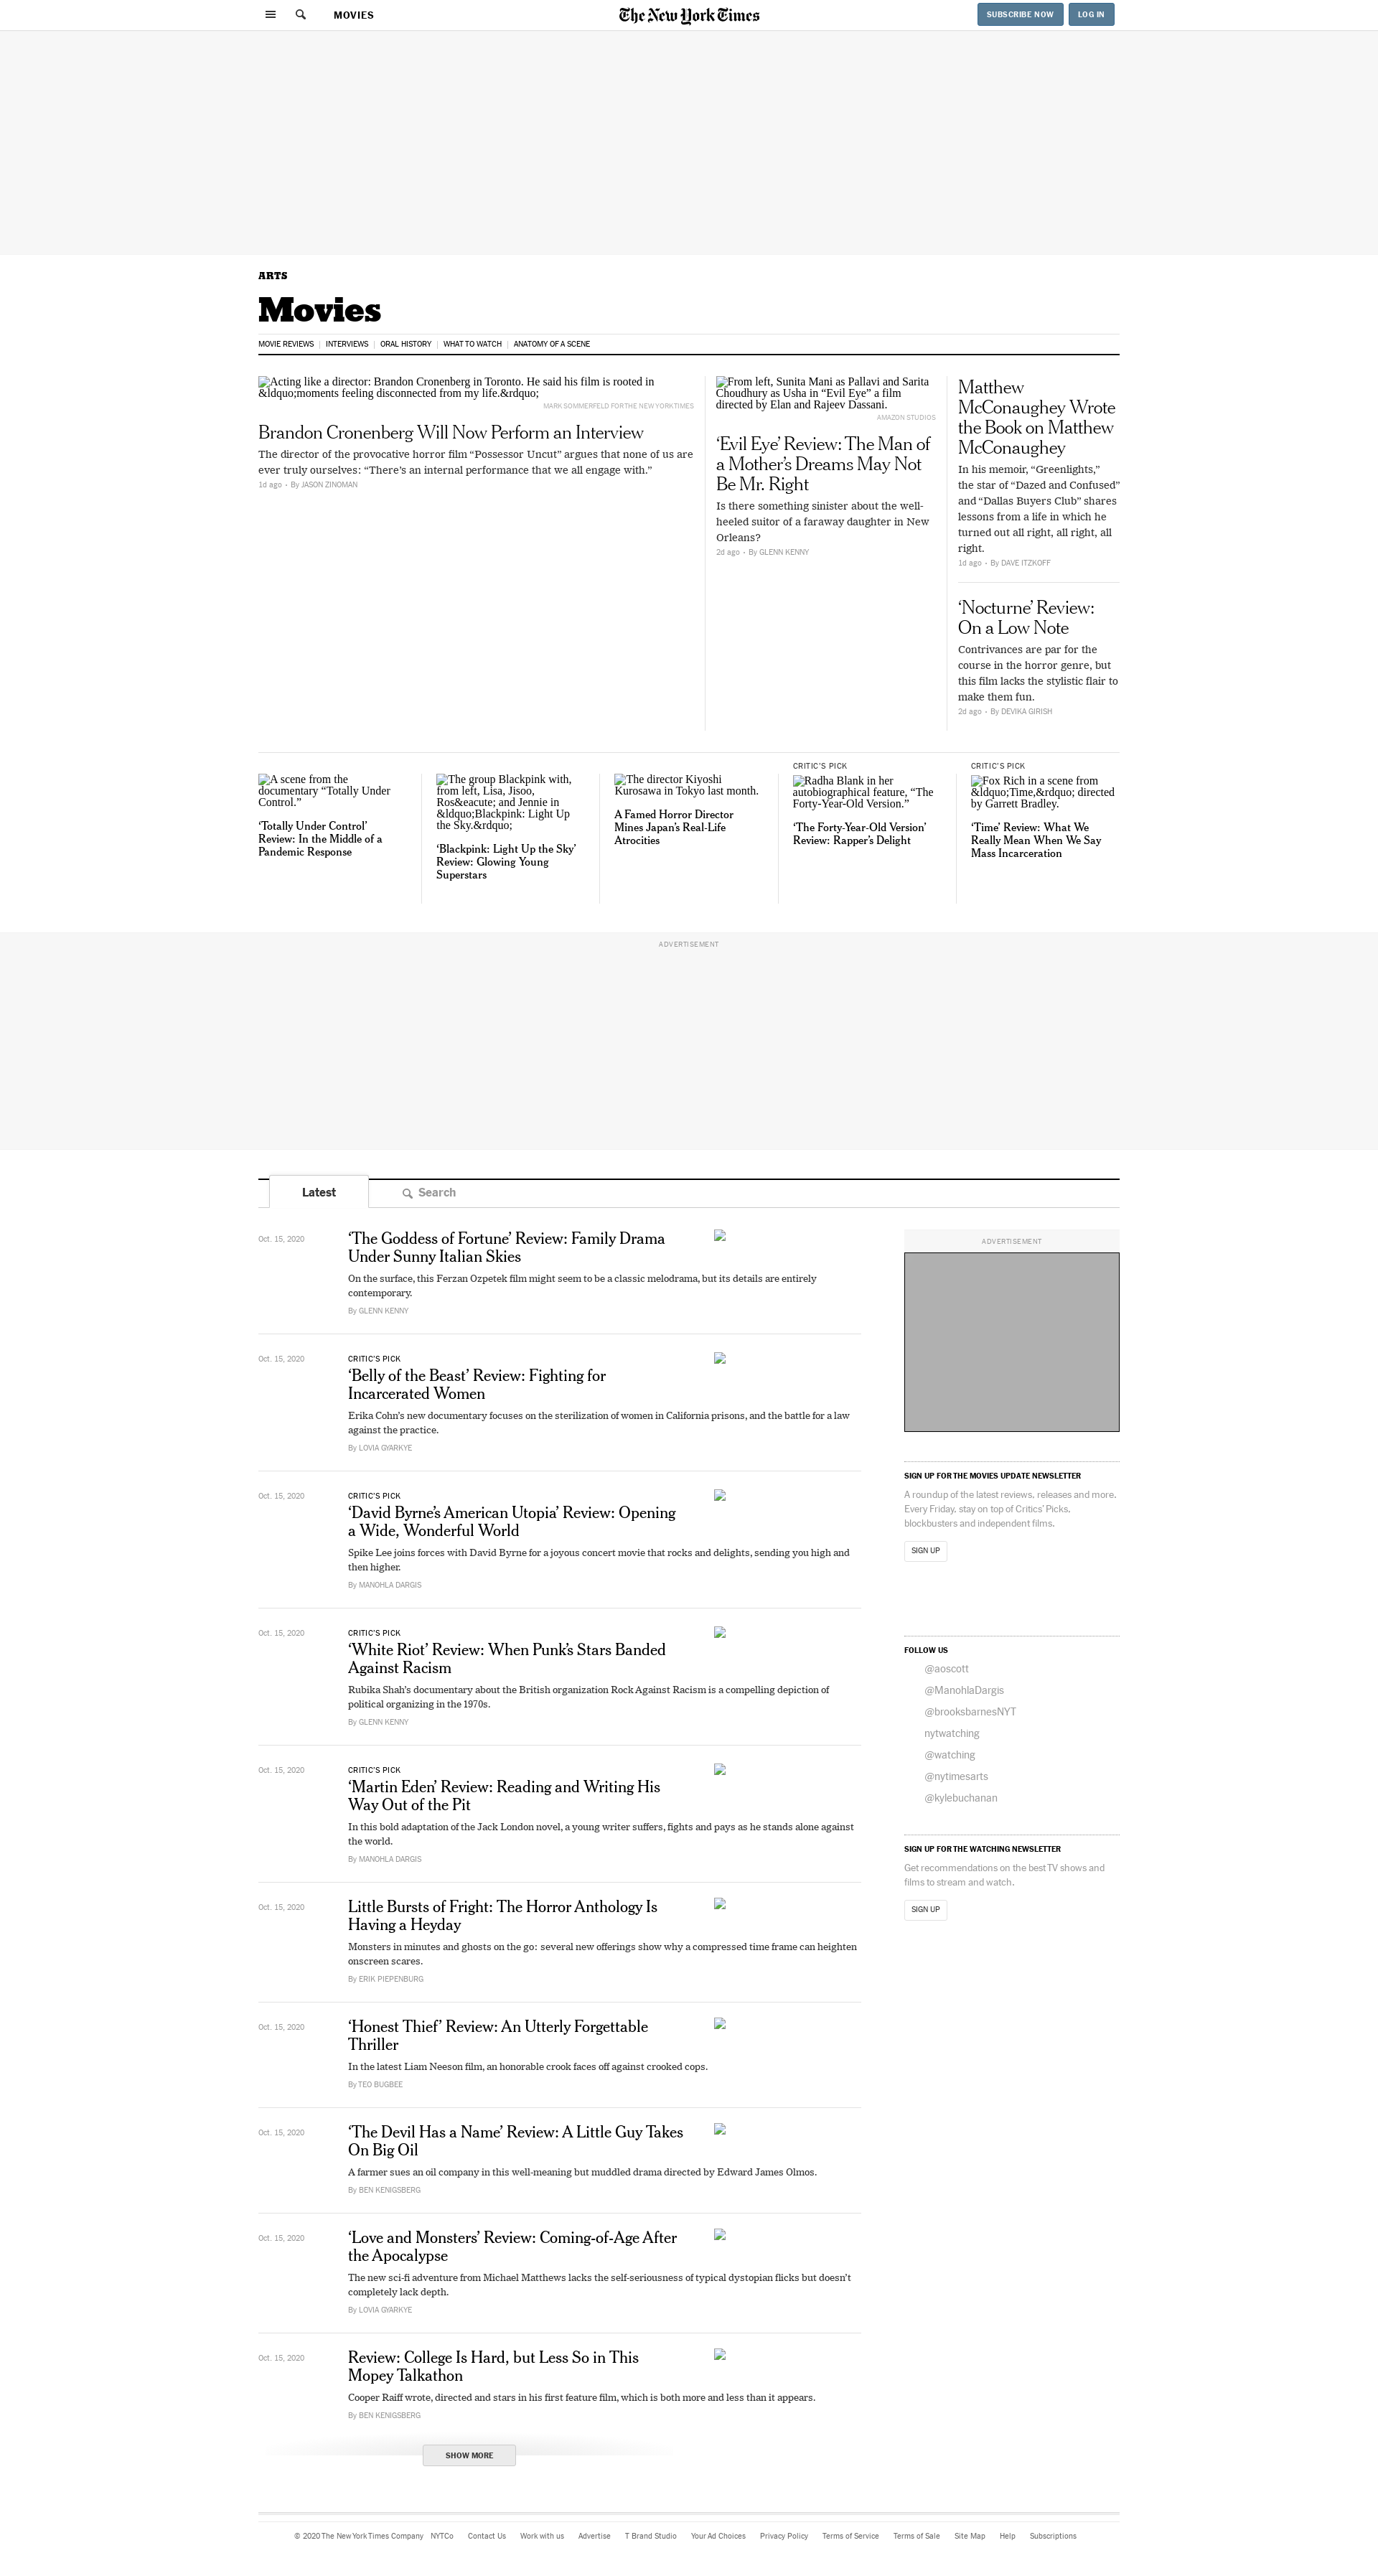 MOVIES
The New York Times
SUBSCRIBE NOW
LOG IN
ARTS
Movies
MOVIE REVIEWS
INTERVIEWS
ORAL HISTORY
WHAT TO WATCH
ANATOMY OF A SCENE
Acting like a director: Brandon Cronenberg in Toronto. He said his film is rooted in
&ldquo;moments feeling disconnected from my life.&rdquo;
MARK SOMMERFELD FOR THE NEW YORK TIMES
Brandon Cronenberg Will Now Perform an Interview
The director of the provocative horror film “Possessor Uncut” argues that none of us are
ever truly ourselves: “There’s an internal performance that we all engage with.”
1d ago • By JASON ZINOMAN
From left, Sunita Mani as Pallavi and Sarita
Choudhury as Usha in “Evil Eye” a film
directed by Elan and Rajeev Dassani.
AMAZON STUDIOS
‘Evil Eye’ Review: The Man of
a Mother’s Dreams May Not
Be Mr. Right
Is there something sinister about the well-
heeled suitor of a faraway daughter in New
Orleans?
2d ago • By GLENN KENNY
Matthew
McConaughey Wrote
the Book on Matthew
McConaughey
In his memoir, “Greenlights,”
the star of “Dazed and Confused”
and “Dallas Buyers Club” shares
lessons from a life in which he
turned out all right, all right, all
right.
1d ago • By DAVE ITZKOFF
‘Nocturne’ Review:
On a Low Note
Contrivances are par for the
course in the horror genre, but
this film lacks the stylistic flair to
make them fun.
2d ago • By DEVIKA GIRISH
A scene from the
documentary “Totally Under
Control.”
‘Totally Under Control’
Review: In the Middle of a
Pandemic Response
The group Blackpink with,
from left, Lisa, Jisoo,
Ros&eacute; and Jennie in
&ldquo;Blackpink: Light Up
the Sky.&rdquo;
‘Blackpink: Light Up the Sky’
Review: Glowing Young
Superstars
The director Kiyoshi
Kurosawa in Tokyo last month.
A Famed Horror Director
Mines Japan’s Real-Life
Atrocities
CRITIC’S PICK
Radha Blank in her
autobiographical feature, “The
Forty-Year-Old Version.”
‘The Forty-Year-Old Version’
Review: Rapper’s Delight
CRITIC’S PICK
Fox Rich in a scene from
&ldquo;Time,&rdquo; directed
by Garrett Bradley.
‘Time’ Review: What We
Really Mean When We Say
Mass Incarceration
ADVERTISEMENT
Latest
Search
Oct. 15, 2020
‘The Goddess of Fortune’ Review: Family Drama
Under Sunny Italian Skies
On the surface, this Ferzan Ozpetek film might seem to be a classic melodrama, but its details are entirely
contemporary.
By GLENN KENNY
Oct. 15, 2020
CRITIC’S PICK
‘Belly of the Beast’ Review: Fighting for
Incarcerated Women
Erika Cohn’s new documentary focuses on the sterilization of women in California prisons, and the battle for a law
against the practice.
By LOVIA GYARKYE
Oct. 15, 2020
CRITIC’S PICK
‘David Byrne’s American Utopia’ Review: Opening
a Wide, Wonderful World
Spike Lee joins forces with David Byrne for a joyous concert movie that rocks and delights, sending you high and
then higher.
By MANOHLA DARGIS
Oct. 15, 2020
CRITIC’S PICK
‘White Riot’ Review: When Punk’s Stars Banded
Against Racism
Rubika Shah’s documentary about the British organization Rock Against Racism is a compelling depiction of
political organizing in the 1970s.
By GLENN KENNY
Oct. 15, 2020
CRITIC’S PICK
‘Martin Eden’ Review: Reading and Writing His
Way Out of the Pit
In this bold adaptation of the Jack London novel, a young writer suffers, fights and pays as he stands alone against
the world.
By MANOHLA DARGIS
Oct. 15, 2020
Little Bursts of Fright: The Horror Anthology Is
Having a Heyday
Monsters in minutes and ghosts on the go: several new offerings show why a compressed time frame can heighten
onscreen scares.
By ERIK PIEPENBURG
Oct. 15, 2020
‘Honest Thief’ Review: An Utterly Forgettable
Thriller
In the latest Liam Neeson film, an honorable crook faces off against crooked cops.
By TEO BUGBEE
Oct. 15, 2020
‘The Devil Has a Name’ Review: A Little Guy Takes
On Big Oil
A farmer sues an oil company in this well-meaning but muddled drama directed by Edward James Olmos.
By BEN KENIGSBERG
Oct. 15, 2020
‘Love and Monsters’ Review: Coming-of-Age After
the Apocalypse
The new sci-fi adventure from Michael Matthews lacks the self-seriousness of typical dystopian flicks but doesn’t
completely lack depth.
By LOVIA GYARKYE
Oct. 15, 2020
Review: College Is Hard, but Less So in This
Mopey Talkathon
Cooper Raiff wrote, directed and stars in his first feature film, which is both more and less than it appears.
By BEN KENIGSBERG
SHOW MORE
ADVERTISEMENT
SIGN UP FOR THE MOVIES UPDATE NEWSLETTER
A roundup of the latest reviews, releases and more.
Every Friday, stay on top of Critics’ Picks,
blockbusters and independent films.
SIGN UP
FOLLOW US
@aoscott
@ManohlaDargis
@brooksbarnesNYT
nytwatching
@watching
@nytimesarts
@kylebuchanan
SIGN UP FOR THE WATCHING NEWSLETTER
Get recommendations on the best TV shows and
films to stream and watch.
SIGN UP
© 2020 The New York Times Company NYTCo Contact Us Work with us Advertise T Brand Studio Your Ad Choices Privacy Policy Terms of Service Terms of Sale Site Map Help Subscriptions